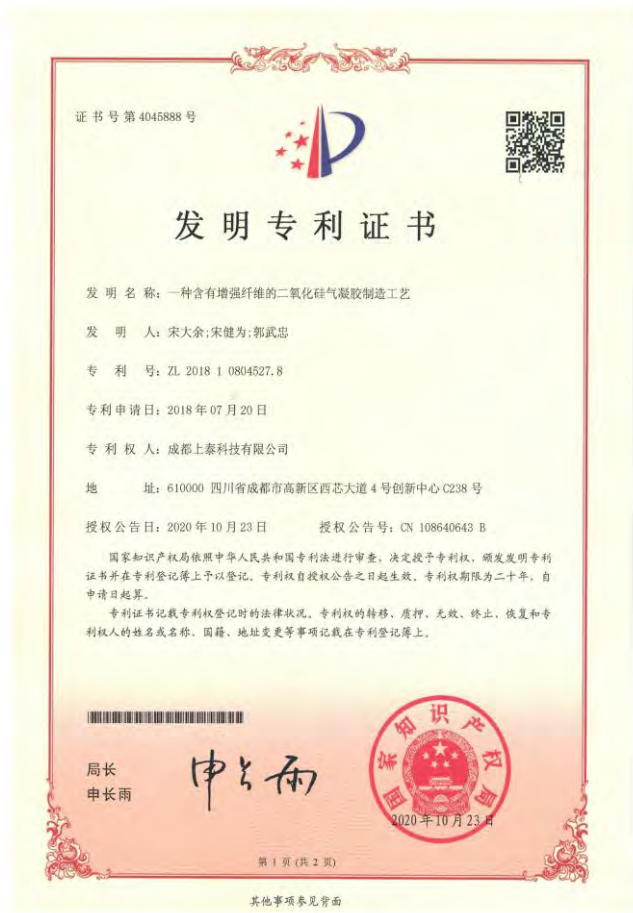 证书号第4045888号
发明专利证书
发明名称：一种含有增强纤维的二氧化硅气凝胶制造工艺
发明人：宋大余;宋健为;郭武忠
专利号：ZL 2018 1 0804527.8
专利申请日：2018年07月20日
专利权人：成都上泰科技有限公司
地址：610000 四川省成都市高新区西芯大道4号创新中心C238号
授权公告日：2020年10月23日 授权公告号：CN 108640643 B
国家知识产权局依照中华人民共和国专利法进行审查，决定授予专利权，颁发发明专利
证书并在专利登记簿上予以登记。专利权自授权公告之日起生效。专利权期限为二十年，自
申请日起算。
专利证书记载专利权登记时的法律状况。专利权的转移、质押、无效、终止、恢复和专
利权人的姓名或名称、国籍、地址变更等事项记载在专利登记簿上。
局长
申长雨
申长雨
国家知识产权局
2020年10月23日
第1页(共2页)
其他事项参见背面